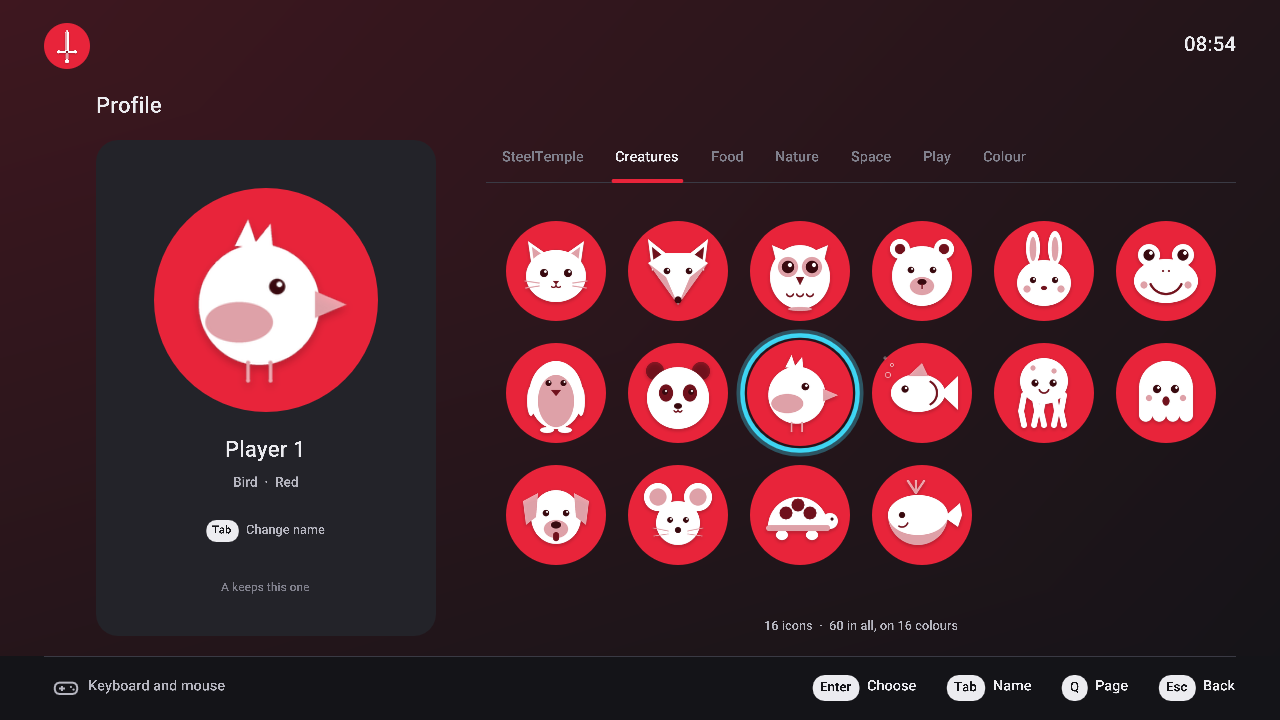 08:54
Profile
SteelTemple Creatures Food Nature Space Play Colour
Player 1
Bird · Red
Tab Change name
A keeps this one
16 icons · 60 in all, on 16 colours
Keyboard and mouse
Enter Choose Tab Name Q Page Esc Back